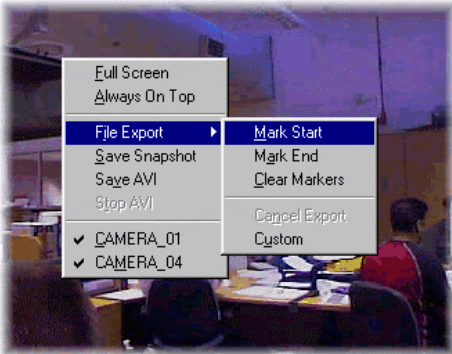 Full Screen
Always On Top
File Export
Save Snapshot
Save AVI
Stop AVI
CAMERA_01
CAMERA_04
Mark Start
Mark End
Clear Markers
Cancel Export
Custom